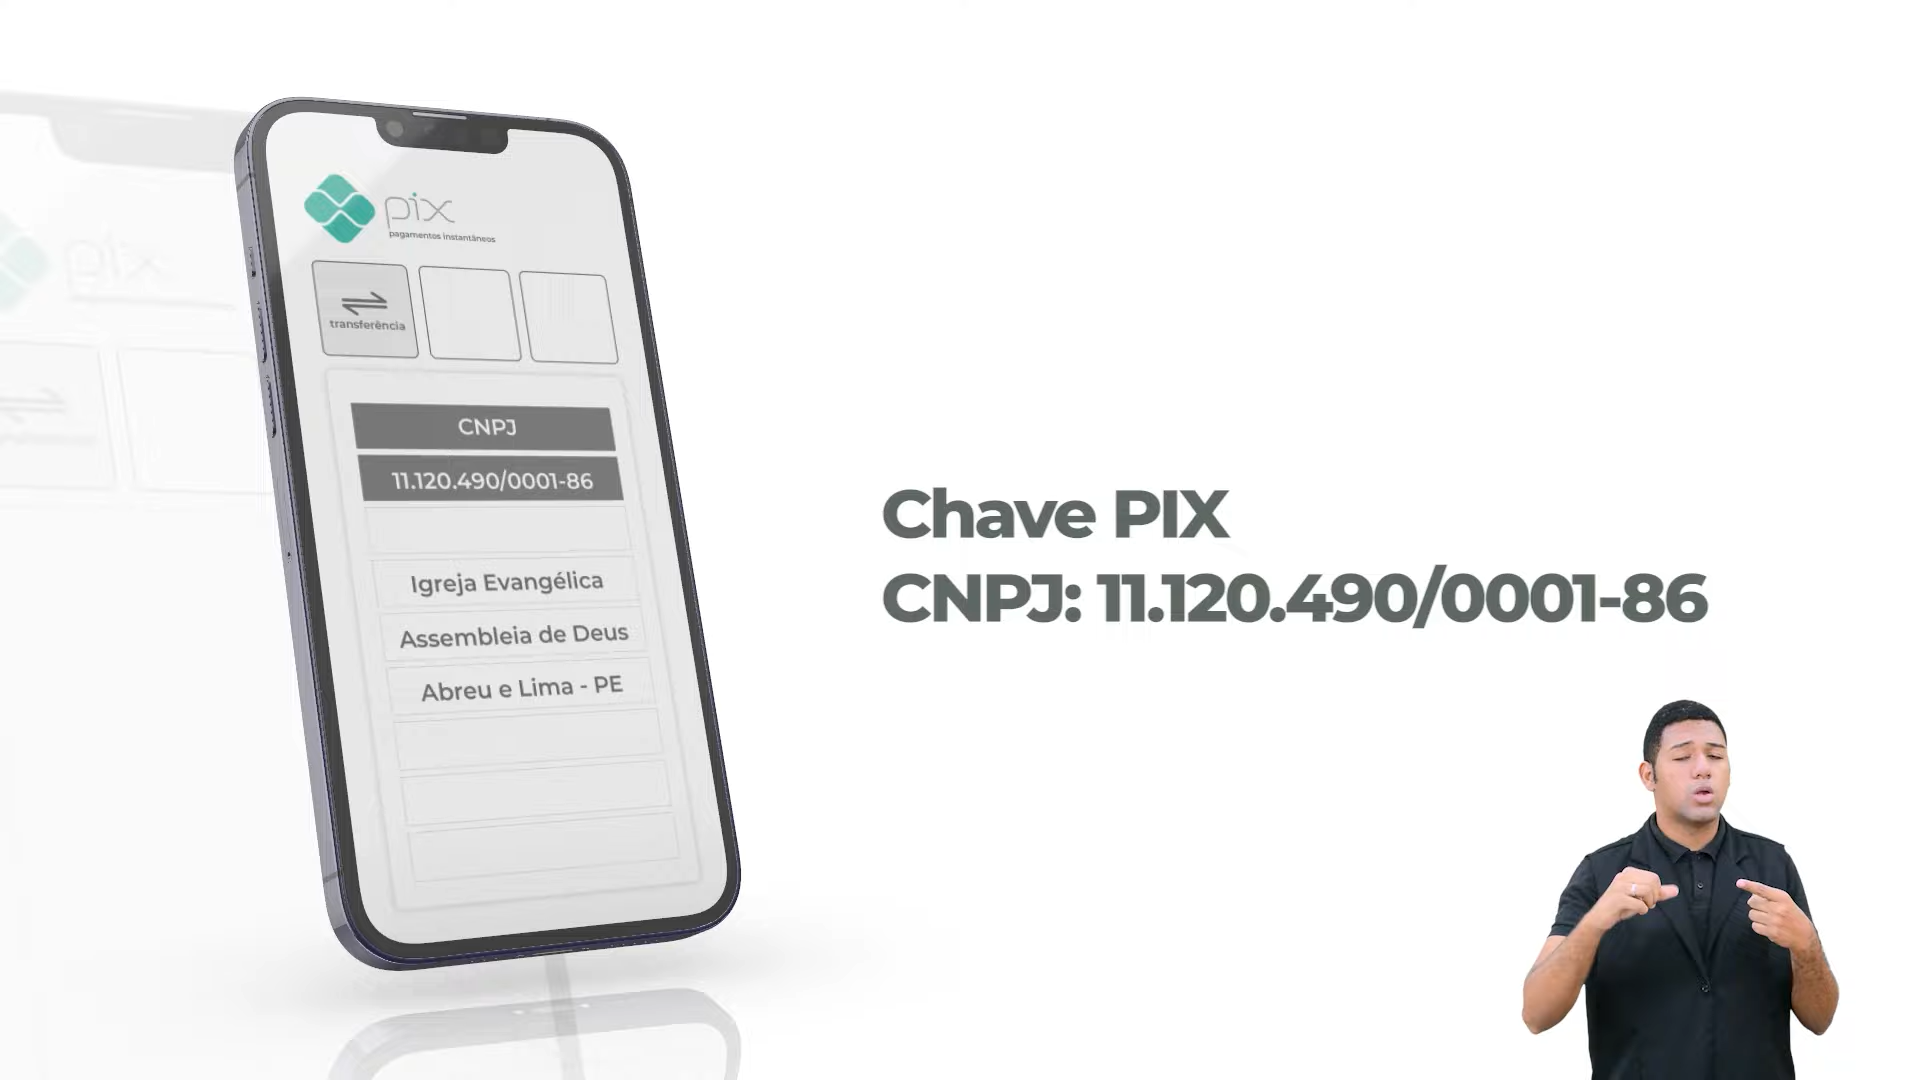 pix
pagamentos instantâneos
transferência
CNPJ
11.120.490/0001-86
Igreja Evangélica
Assembleia de Deus
Abreu e Lima - PE
Chave PIX
CNPJ: 11.120.490/0001-86